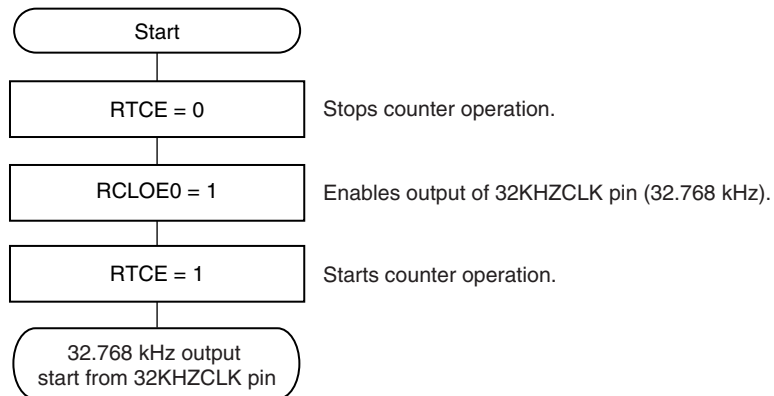 Start
RTCE = 0
Stops counter operation.
RCLOE0 = 1
Enables output of 32KHZCLK pin (32.768 kHz).
RTCE = 1
Starts counter operation.
32.768 kHz output
start from 32KHZCLK pin